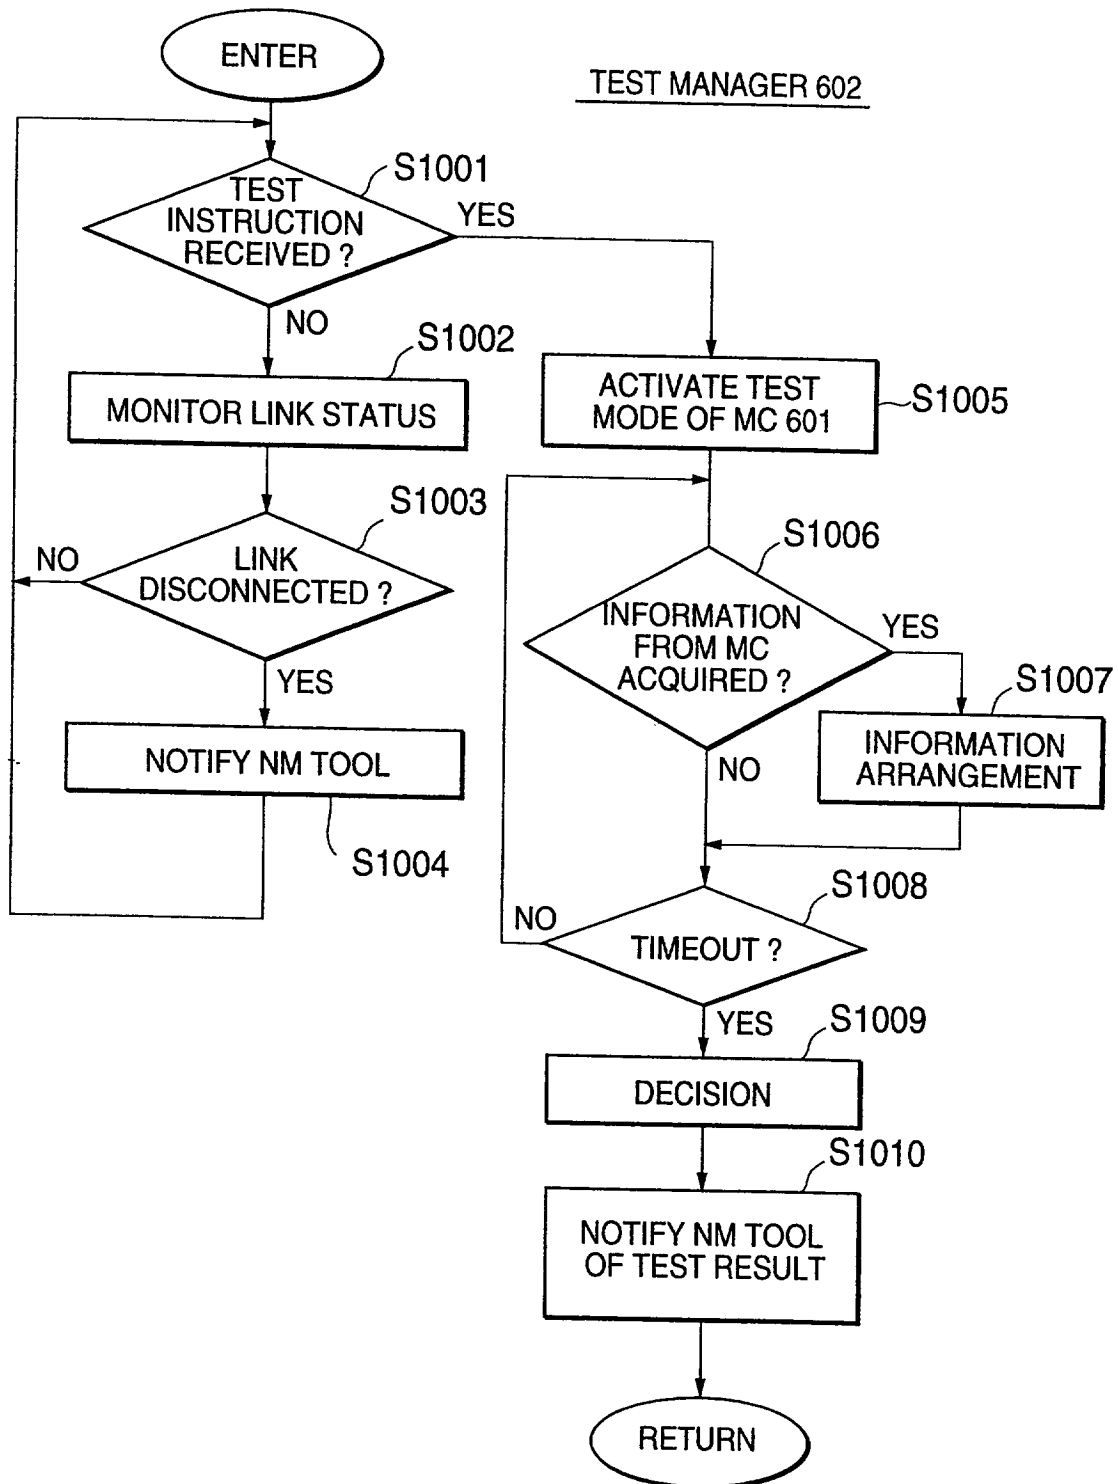 ENTER
TEST MANAGER 602
S1001
TEST
INSTRUCTION
RECEIVED ?
YES
NO
S1002
MONITOR LINK STATUS
ACTIVATE TEST
MODE OF MC 601
S1005
S1003
NO
LINK
DISCONNECTED ?
YES
S1006
INFORMATION
FROM MC
ACQUIRED ?
YES
NO
S1007
INFORMATION
ARRANGEMENT
NOTIFY NM TOOL
S1004
S1008
NO
TIMEOUT ?
YES
S1009
DECISION
S1010
NOTIFY NM TOOL
OF TEST RESULT
RETURN